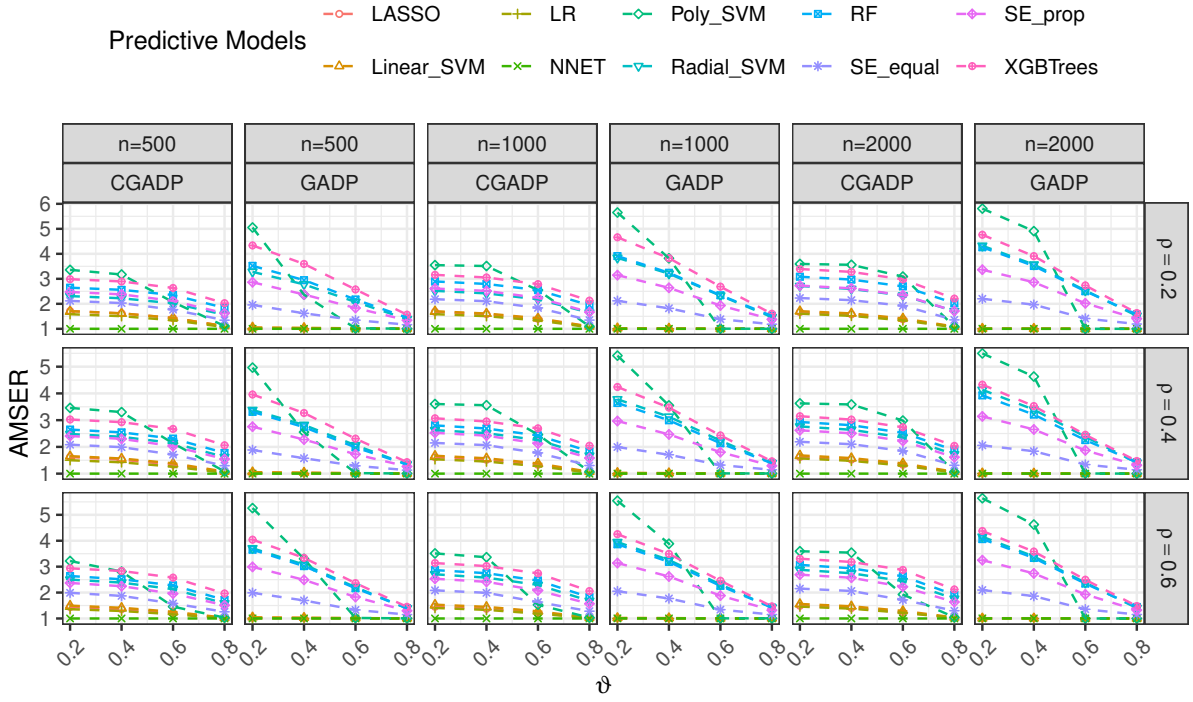 Predictive Models
LASSO LR Poly_SVM RF SE_prop
Linear_SVM NNET Radial_SVM SE_equal XGBTrees
n=500 n=500 n=1000 n=1000 n=2000 n=2000
CGADP GADP CGADP GADP CGADP GADP
6
5
4
3
2
1
ρ = 0.2
5
4
3
2
1
ρ = 0.4
5
4
3
2
1
ρ = 0.6
AMSER
0.2 0.4 0.6 0.8 0.2 0.4 0.6 0.8 0.2 0.4 0.6 0.8 0.2 0.4 0.6 0.8 0.2 0.4 0.6 0.8 0.2 0.4 0.6 0.8
ϑ